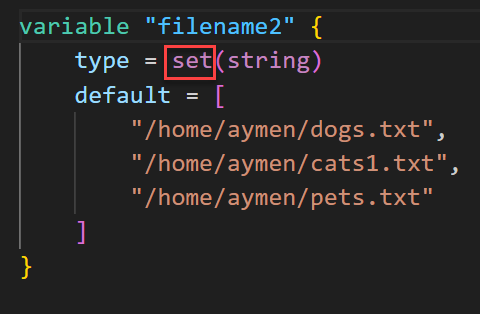 variable "filename2" {
    type = set(string)
    default = [
        "/home/aymen/dogs.txt",
        "/home/aymen/cats1.txt",
        "/home/aymen/pets.txt"
    ]
}